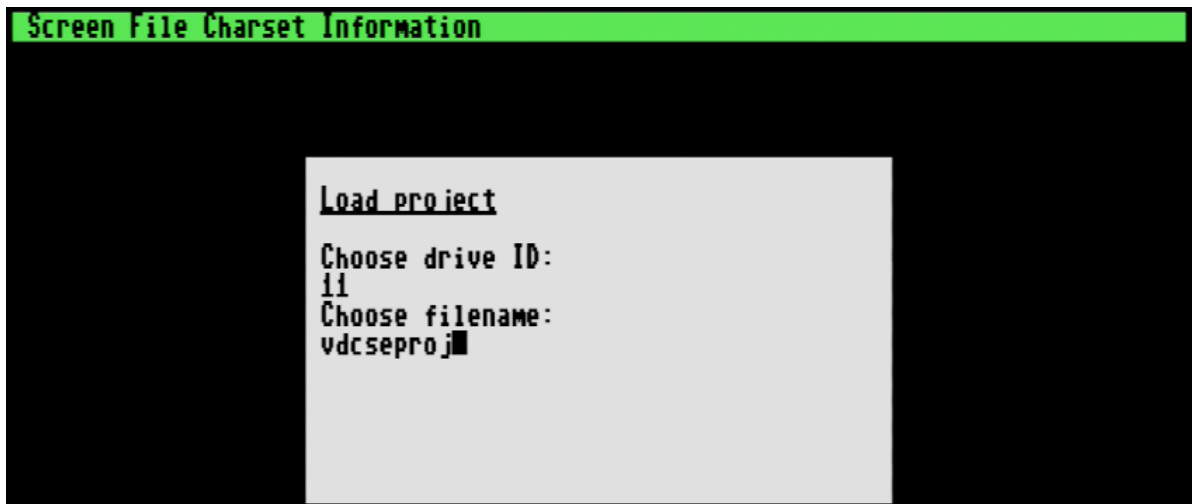 Screen File Charset Information
Load project
Choose drive ID:
11
Choose filename:
vdcseproj